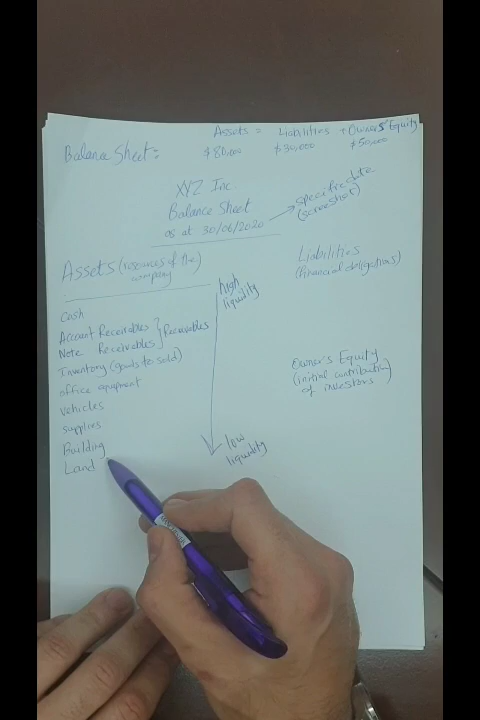 Assets = Liabilities + Owner's Equity
$80,000 $30,000 $50,000
Balance Sheet:
XYZ Inc.
Balance Sheet
as at 30/06/2020
specific date
(screeshot)
Assets (resources of the
company)
Liabilities
(financial obligations)
high
liquidity
Cash
Account Receivables } Receivables
Note Receivables
Inventory (goods to sold)
office equipment
vehicles
supplies
Building
Land
low
liquidity
Owner's Equity
(initial contribution
of investors)